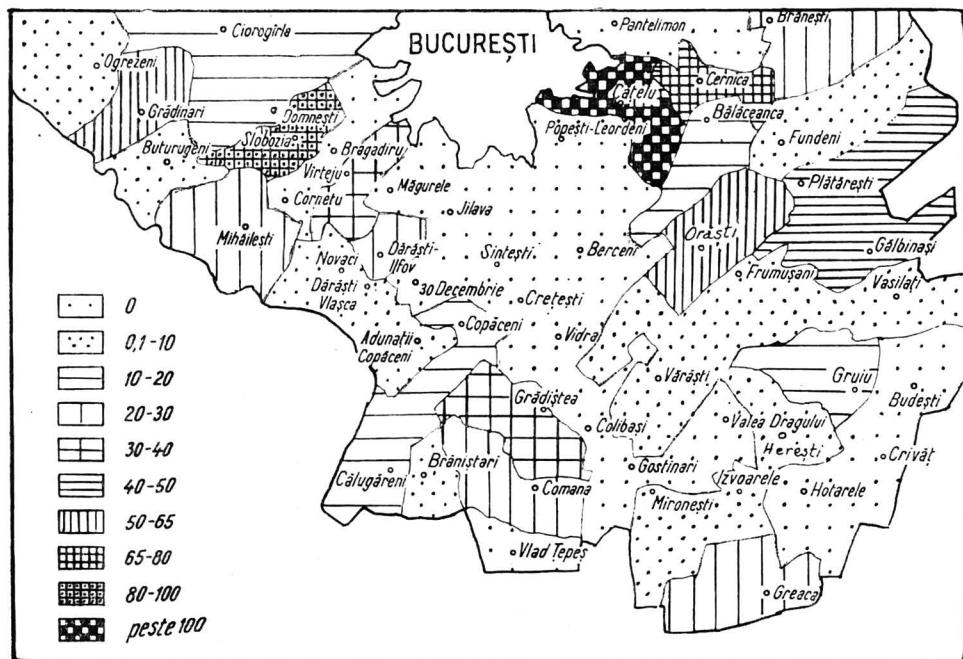 Ciorogîrla
Pantelimon
Brănești
BUCUREȘTI
Ogrezeni
Cernica
Cățelu
Grădinari
Domnești
Bălăceanca
Slobozia
Popești-Leordeni
Fundeni
Buturugeni
Bragadiru
Vîrteju
Măgurele
Plătărești
Cornetu
Jilava
Mihăilești
Orăști
Novaci
Dărăști-
Ilfov
Sintești
Berceni
Gălbinași
Frumușani
Dărăști
Vlașca
30 Decembrie
Crețești
Vasilați
Copăceni
Adunații
Copăceni
Vidra
Vărăști
Gruiu
Budești
Grădiștea
Colibași
Valea Dragului
Herești
Crivăț
Călugăreni
Brăniștari
Gostinari
Izvoarele
Comana
Mironești
Hotarele
Vlad Țepeș
Greaca
0
0,1-10
10-20
20-30
30-40
40-50
50-65
65-80
80-100
peste 100